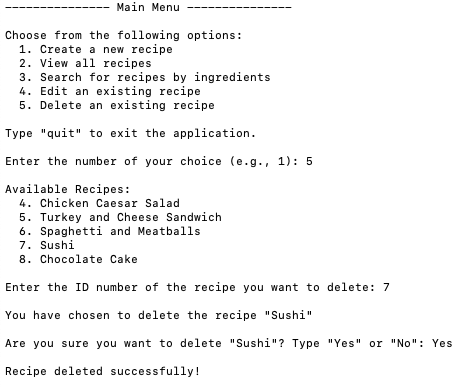 --------------- Main Menu ---------------
Choose from the following options:
1. Create a new recipe
2. View all recipes
3. Search for recipes by ingredients
4. Edit an existing recipe
5. Delete an existing recipe
Type "quit" to exit the application.
Enter the number of your choice (e.g., 1): 5
Available Recipes:
4. Chicken Caesar Salad
5. Turkey and Cheese Sandwich
6. Spaghetti and Meatballs
7. Sushi
8. Chocolate Cake
Enter the ID number of the recipe you want to delete: 7
You have chosen to delete the recipe "Sushi"
Are you sure you want to delete "Sushi"? Type "Yes" or "No": Yes
Recipe deleted successfully!